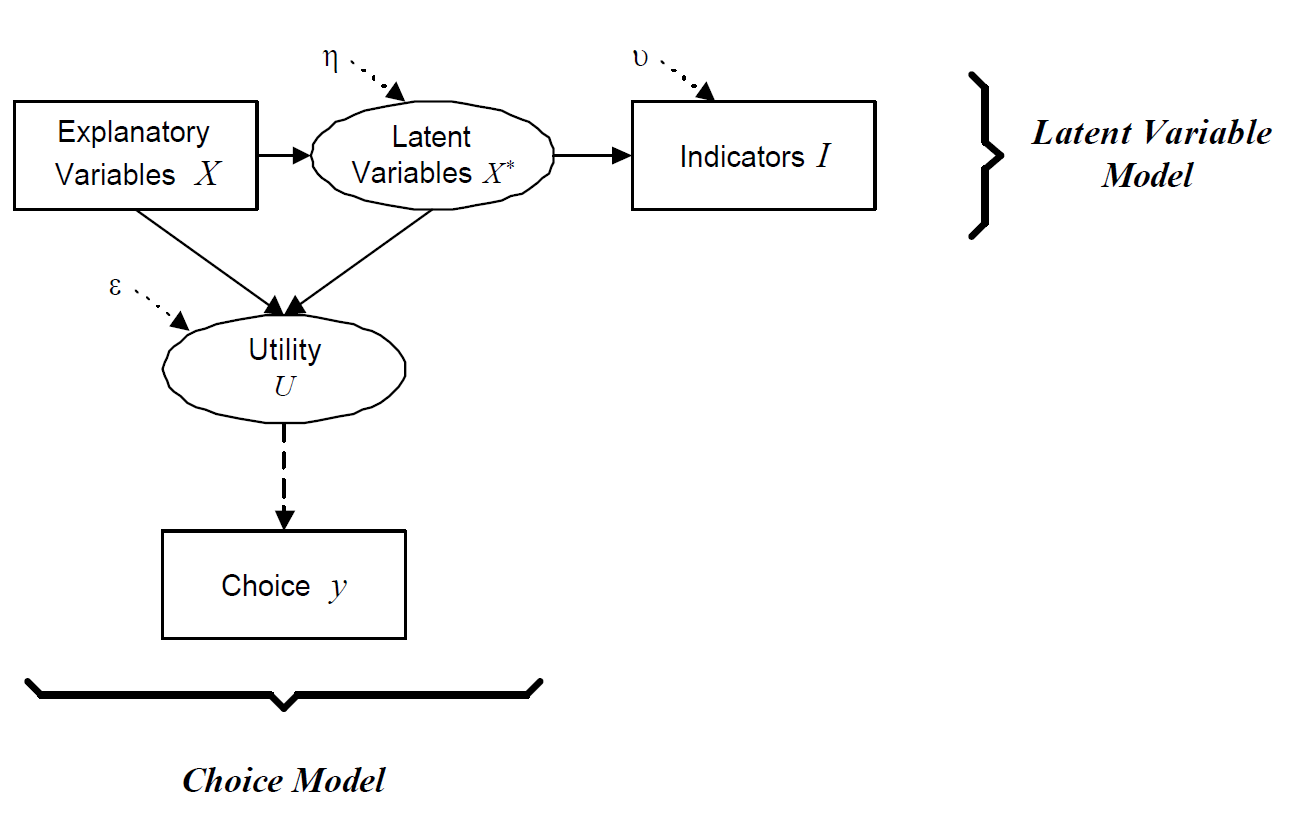 η
υ
Explanatory
Variables X
Latent
Variables X*
Indicators I
Latent Variable
Model
ε
Utility
U
Choice y
Choice Model